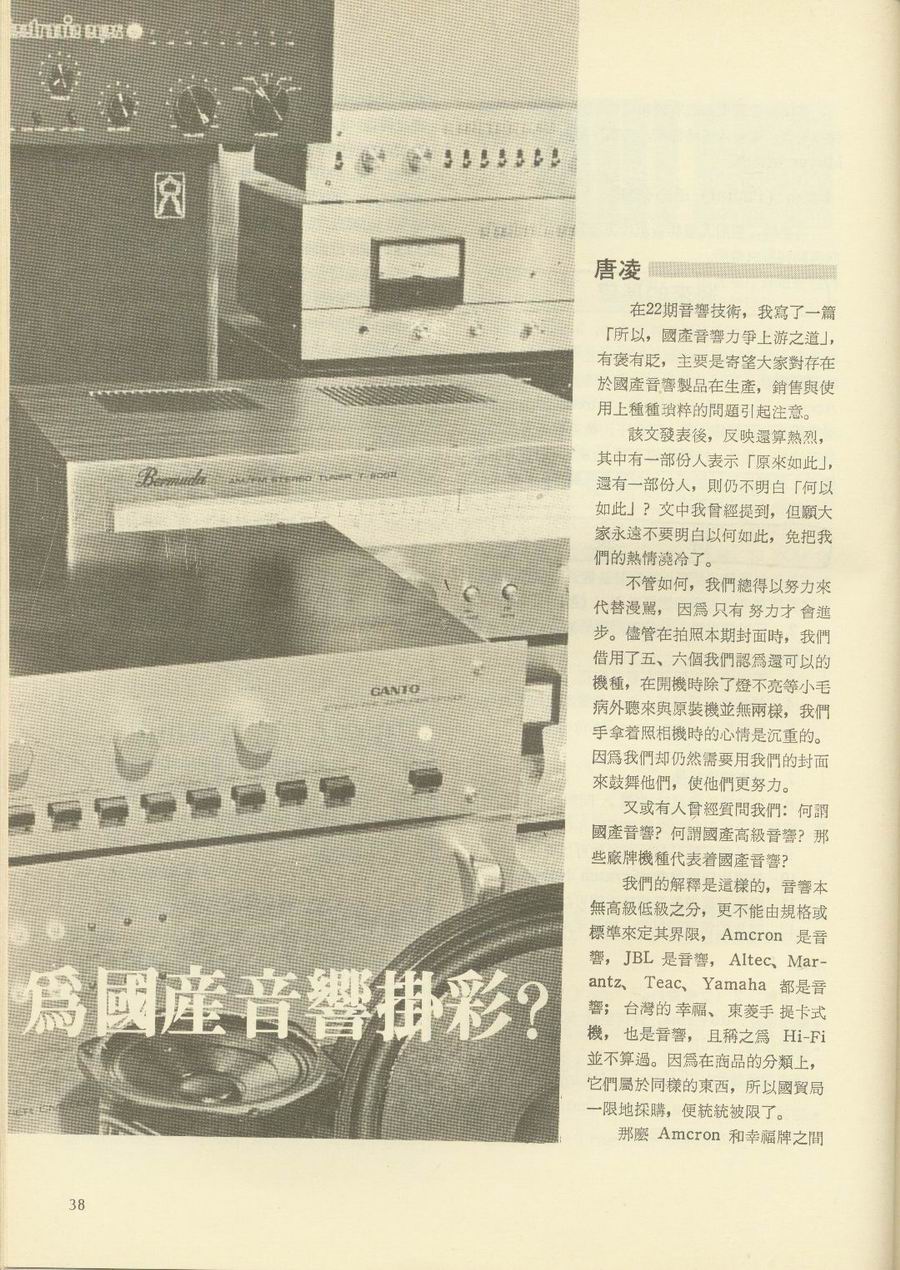 Bermuda AM/FM STEREO TUNER
CANTO
為國産音響掛彩?
唐凌
在22期音響技術，我寫了一篇
「所以，國產音響力爭上游之道」，
有褒有貶，主要是寄望大家對存在
於國產音響製品在生產，銷售與使
用上種種瑣粹的問題引起注意。
該文發表後，反映還算熱烈，
其中有一部份人表示「原來如此」，
還有一部份人，則仍不明白「何以
如此」？文中我曾經提到，但願大
家永遠不要明白以何如此，免把我
們的熱情澆冷了。
不管如何，我們總得以努力來
代替漫罵，因爲只有努力才會進
步。儘管在拍照本期封面時，我們
借用了五、六個我們認爲還可以的
機種，在開機時除了燈不亮等小毛
病外聽來與原裝機並無兩樣，我們
手拿着照相機時的心情是沉重的。
因爲我們却仍然需要用我們的封面
來鼓舞他們，使他們更努力。
又或有人曾經質問我們：何謂
國產音響？何謂國產高級音響？那
些廠牌機種代表着國產音響？
我們的解釋是這樣的，音響本
無高級低級之分，更不能由規格或
標準來定其界限， Amcron 是音
響，JBL 是音響， Altec、 Mar-
antz、 Teac、 Yamaha 都是音
響；台灣的幸福、東菱手提卡式
機，也是音響，且稱之爲 Hi-Fi
並不算過。因爲在商品的分類上，
它們屬於同樣的東西，所以國貿局
一限地採購，便統統被限了。
那麼 Amcron 和幸福牌之間
38